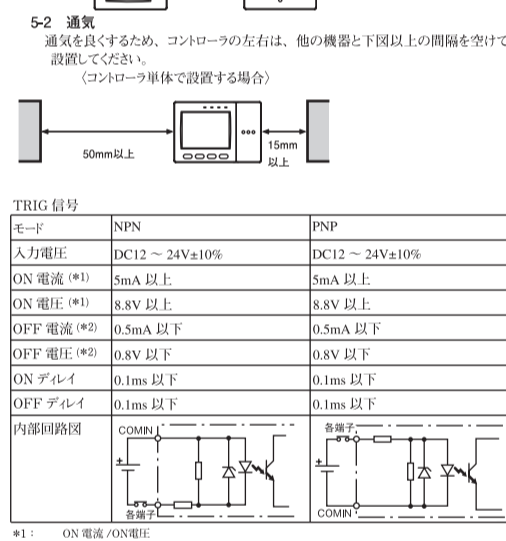 5-2 通気
通気を良くするため、コントローラの左右は、他の機器と下図以上の間隔を空けて
設置してください。
〈コントローラ単体で設置する場合〉
50mm以上
15mm
以上
TRIG 信号
モード NPN PNP
入力電圧 DC12 ～ 24V±10% DC12 ～ 24V±10%
ON 電流 (*1) 5mA 以上 5mA 以上
ON 電圧 (*1) 8.8V 以上 8.8V 以上
OFF 電流 (*2) 0.5mA 以下 0.5mA 以下
OFF 電圧 (*2) 0.8V 以下 0.8V 以下
ON ディレイ 0.1ms 以下 0.1ms 以下
OFF ディレイ 0.1ms 以下 0.1ms 以下
内部回路図
COMIN
+
各端子
各端子
+
COMIN
*1： ON 電流 /ON電圧